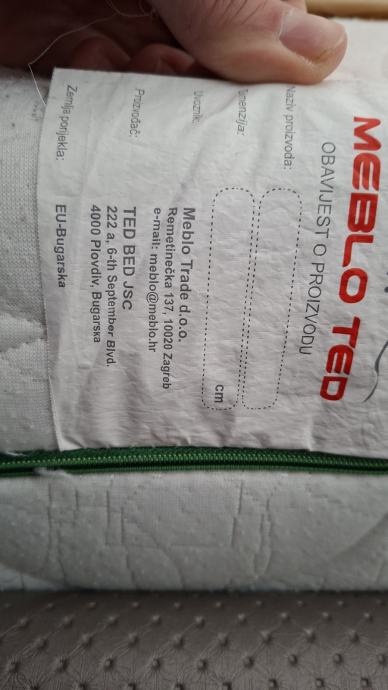 MEBLO TED
OBAVIJEST O PROIZVODU
Naziv proizvoda:
Dimenzija:
cm
Uvoznik:
Meblo Trade d.o.o.
Remetinečka 137, 10020 Zagreb
e-mail: meblo@meblo.hr
Proizvođač:
TED BED JSC
222 a, 6-th September Blvd.
4000 Plovdiv, Bugarska
Zemlja porijekla:
EU-Bugarska